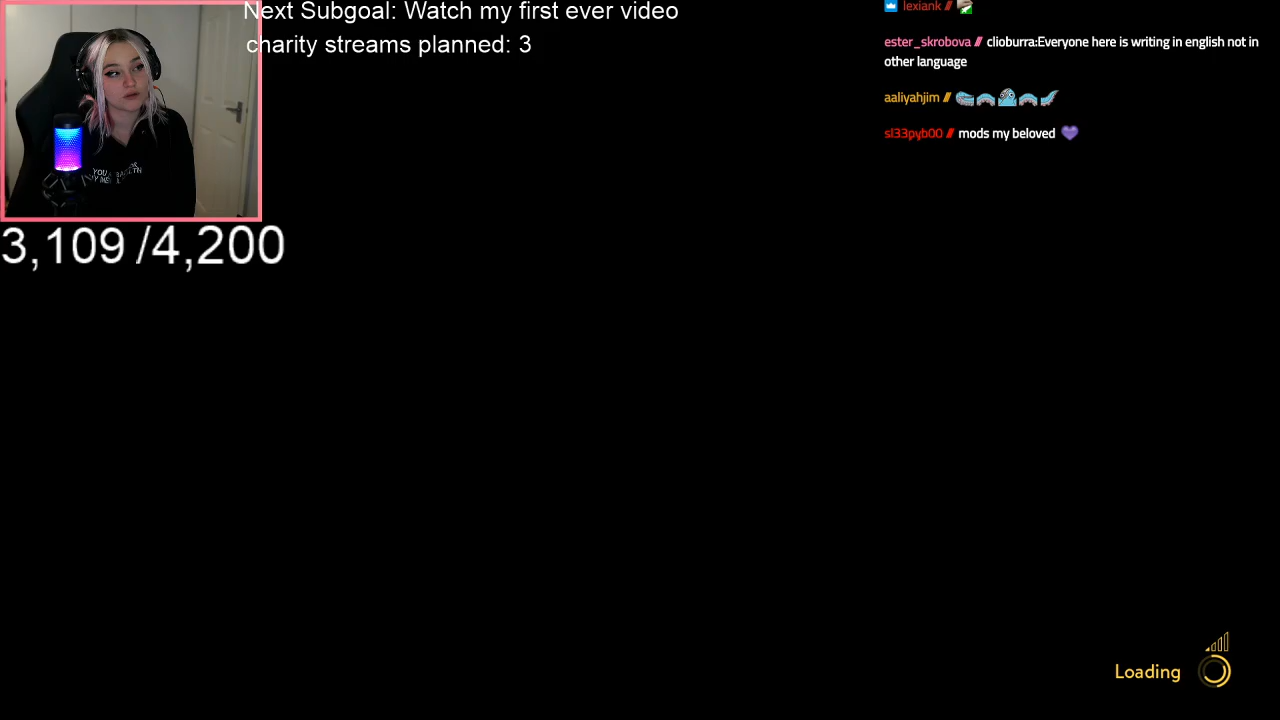 Next Subgoal: Watch my first ever video
charity streams planned: 3
lexiank //
ester_skrobova // clioburra:Everyone here is writing in english not in
other language
aaliyahjim //
sl33pyb00 // mods my beloved
3,109 /4,200
Loading